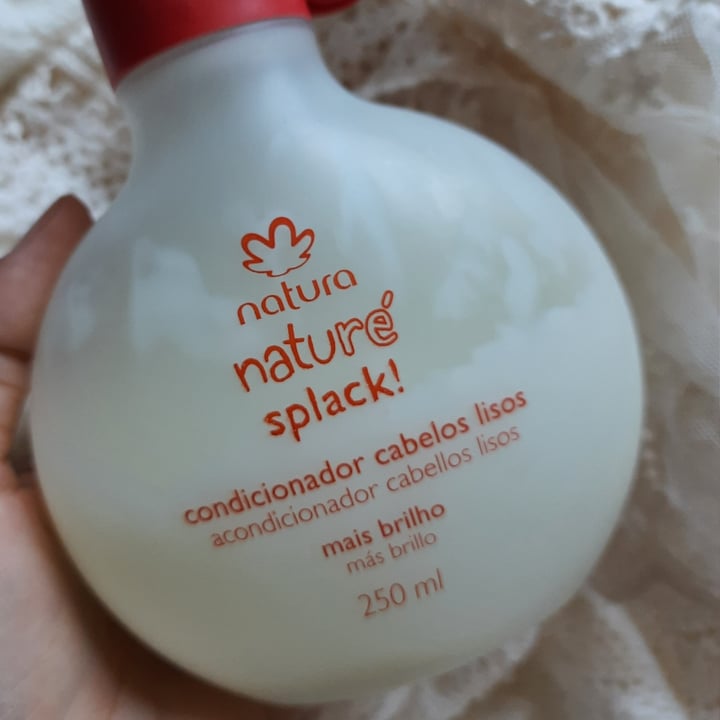 natura
naturé
splack!
condicionador cabelos lisos
acondicionador cabellos lisos
mais brilho
más brillo
250 ml